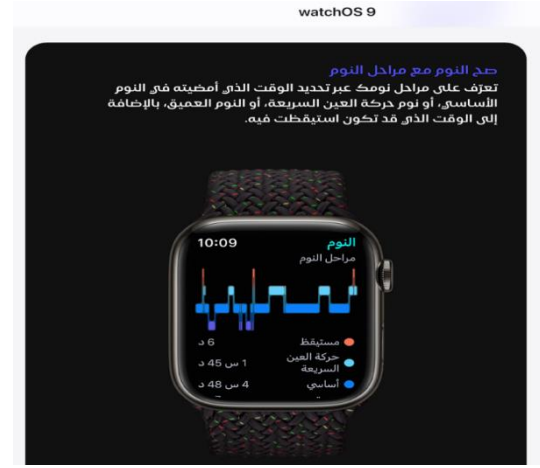 watchOS 9
صح النوم مع مراحل النوم
تعرّف على مراحل نومك عبر تحديد الوقت الذي أمضيته في النوم
الأساسي، أو نوم حركة العين السريعة، أو النوم العميق، بالإضافة
إلى الوقت الذي قد تكون استيقظت فيه.
النوم 10:09
مراحل النوم
مستيقظ 6 د
حركة العين السريعة 1 س 45 د
أساسي 4 س 48 د